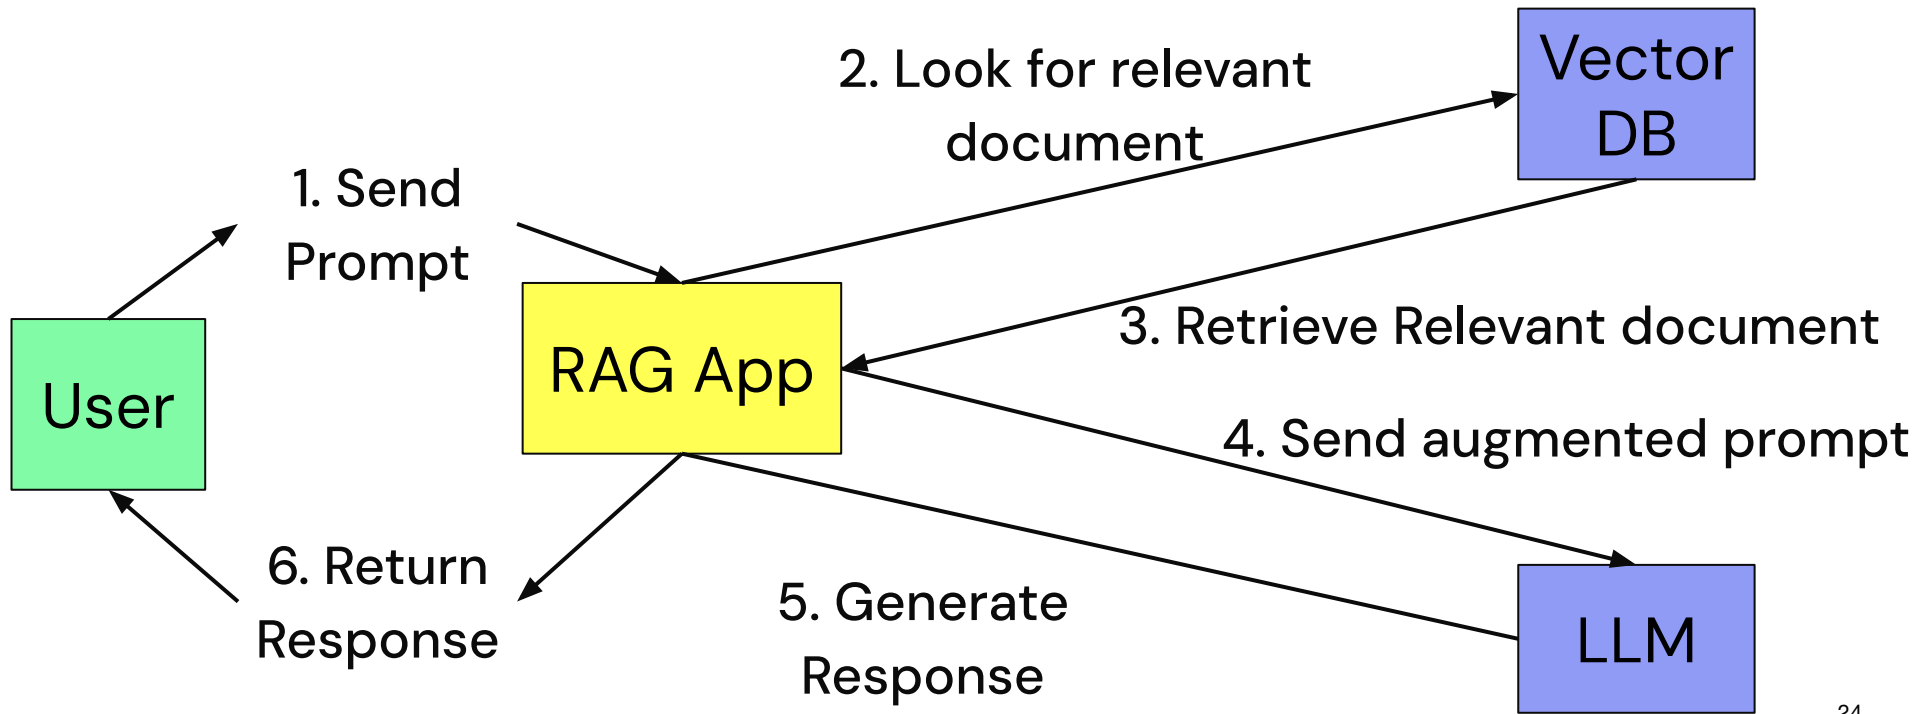 Vector
DB
2. Look for relevant
document
1. Send
Prompt
3. Retrieve Relevant document
RAG App
User
4. Send augmented prompt
6. Return
Response
5. Generate
Response
LLM